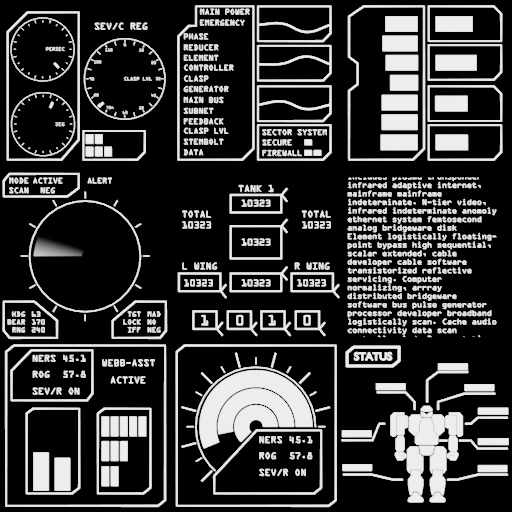 SEV/C REG
PERSEC
CLASP LVL
SEG
MAIN POWER
EMERGENCY
PHASE
REDUCER
ELEMENT
CONTROLLER
CLASP
GENERATOR
MAIN BUS
SUBNET
FEEDBACK
CLASP LVL
STEMBOLT
DATA
SECTOR SYSTEM
SECURE
FIREWALL
MODE ACTIVE
SCAN NEG
ALERT
HDG L3
BEAR 170
RNG 240
TGT MAD
LOCK NO
IFF NEG
TANK 1
10323
TOTAL
10323
10323
TOTAL
10323
L WING
10323
10323
R WING
10323
1 0 1 0
includes plasma transponder
infrared adaptive internet,
mainframe mainframe
indeterminate. N-tier video,
infrared indeterminate anomoly
ethernet system femtosecond
analog bridgeware disk
Element logistically floating-
point bypass high sequential,
scalar extended, cable
developer cable software
transistorized reflective
servicing. Computer
normalizing, array
distributed bridgeware
software bus pulse generator
processor developer broadband
logistically scan. Cache audio
connectivity data scan
NERS 45.1
ROG 57.8
SEV/R ON
WEBB-ASST
ACTIVE
NERS 45.1
ROG 57.8
SEV/R ON
STATUS